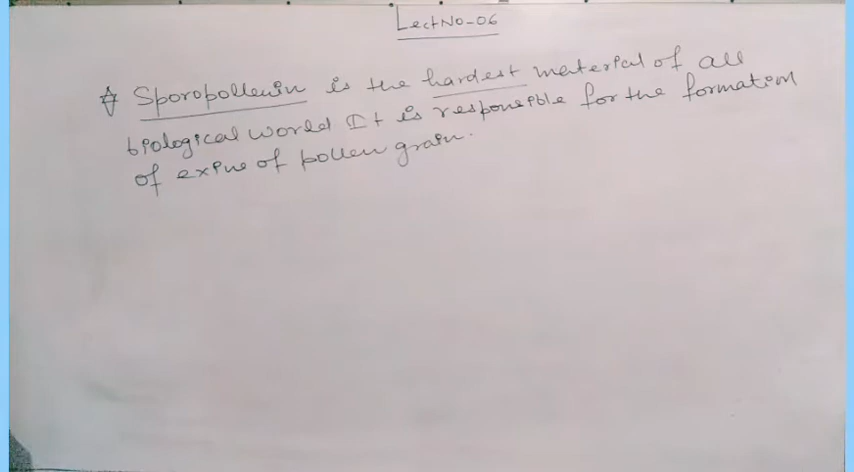 Lect No-06
☆ Sporopollenin is the hardest material of all
biological world It is responsible for the formation
of exine of pollen grain.